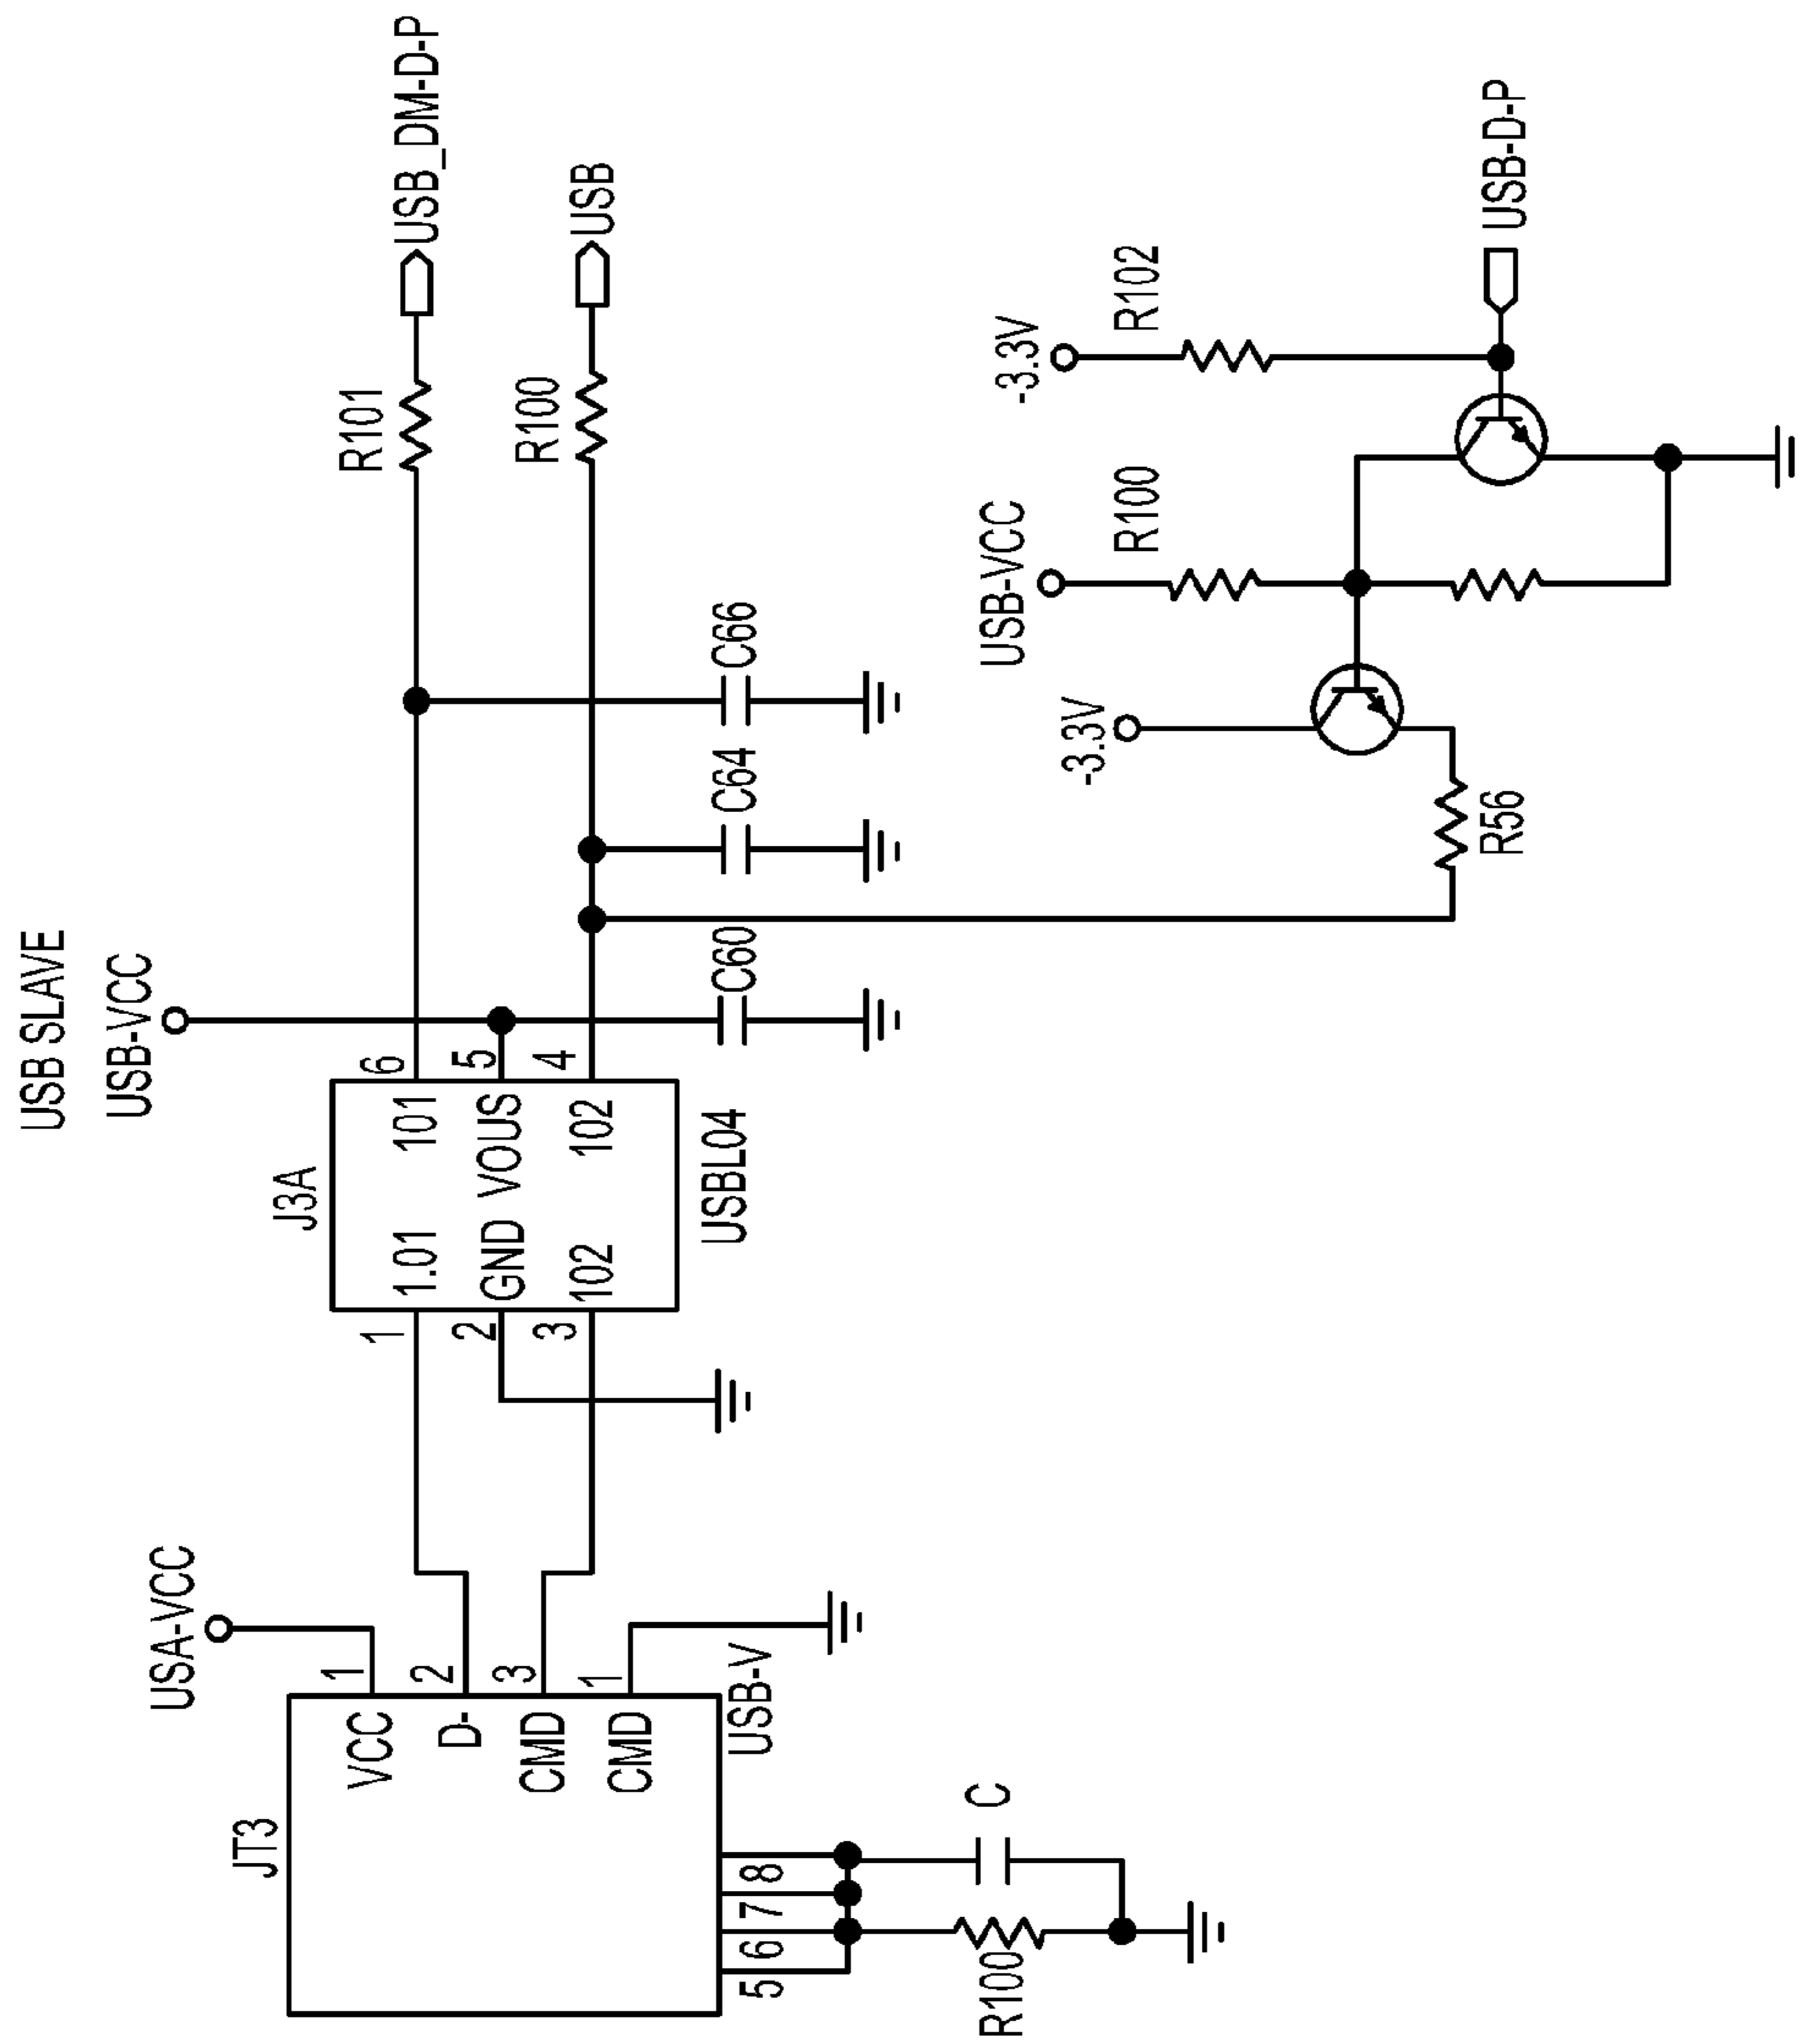 USB SLAVE
USB-VCC
USA-VCC
JT3
VCC
D-
CMD
CMD
1
2
3
1
USB-V
5
6
7
8
R100
C
J3A
1.01
GND
102
101
VOUS
102
1
2
3
6
5
4
USBL04
C60
C64
C66
R101
USB_DM-D-P
R100
USB
-3.3V
USB-VCC
R100
-3.3V
R102
R56
USB-D-P